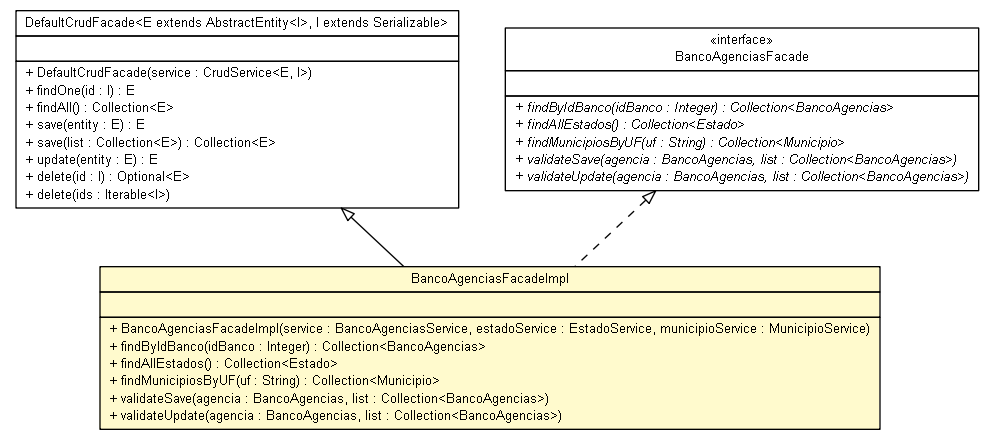 DefaultCrudFacade<E extends AbstractEntity<I>, I extends Serializable>
+ DefaultCrudFacade(service : CrudService<E, I>)
+ findOne(id : I) : E
+ findAll() : Collection<E>
+ save(entity : E) : E
+ save(list : Collection<E>) : Collection<E>
+ update(entity : E) : E
+ delete(id : I) : Optional<E>
+ delete(ids : Iterable<I>)
«interface»
BancoAgenciasFacade
+ findByIdBanco(idBanco : Integer) : Collection<BancoAgencias>
+ findAllEstados() : Collection<Estado>
+ findMunicipiosByUF(uf : String) : Collection<Municipio>
+ validateSave(agencia : BancoAgencias, list : Collection<BancoAgencias>)
+ validateUpdate(agencia : BancoAgencias, list : Collection<BancoAgencias>)
BancoAgenciasFacadeImpl
+ BancoAgenciasFacadeImpl(service : BancoAgenciasService, estadoService : EstadoService, municipioService : MunicipioService)
+ findByIdBanco(idBanco : Integer) : Collection<BancoAgencias>
+ findAllEstados() : Collection<Estado>
+ findMunicipiosByUF(uf : String) : Collection<Municipio>
+ validateSave(agencia : BancoAgencias, list : Collection<BancoAgencias>)
+ validateUpdate(agencia : BancoAgencias, list : Collection<BancoAgencias>)